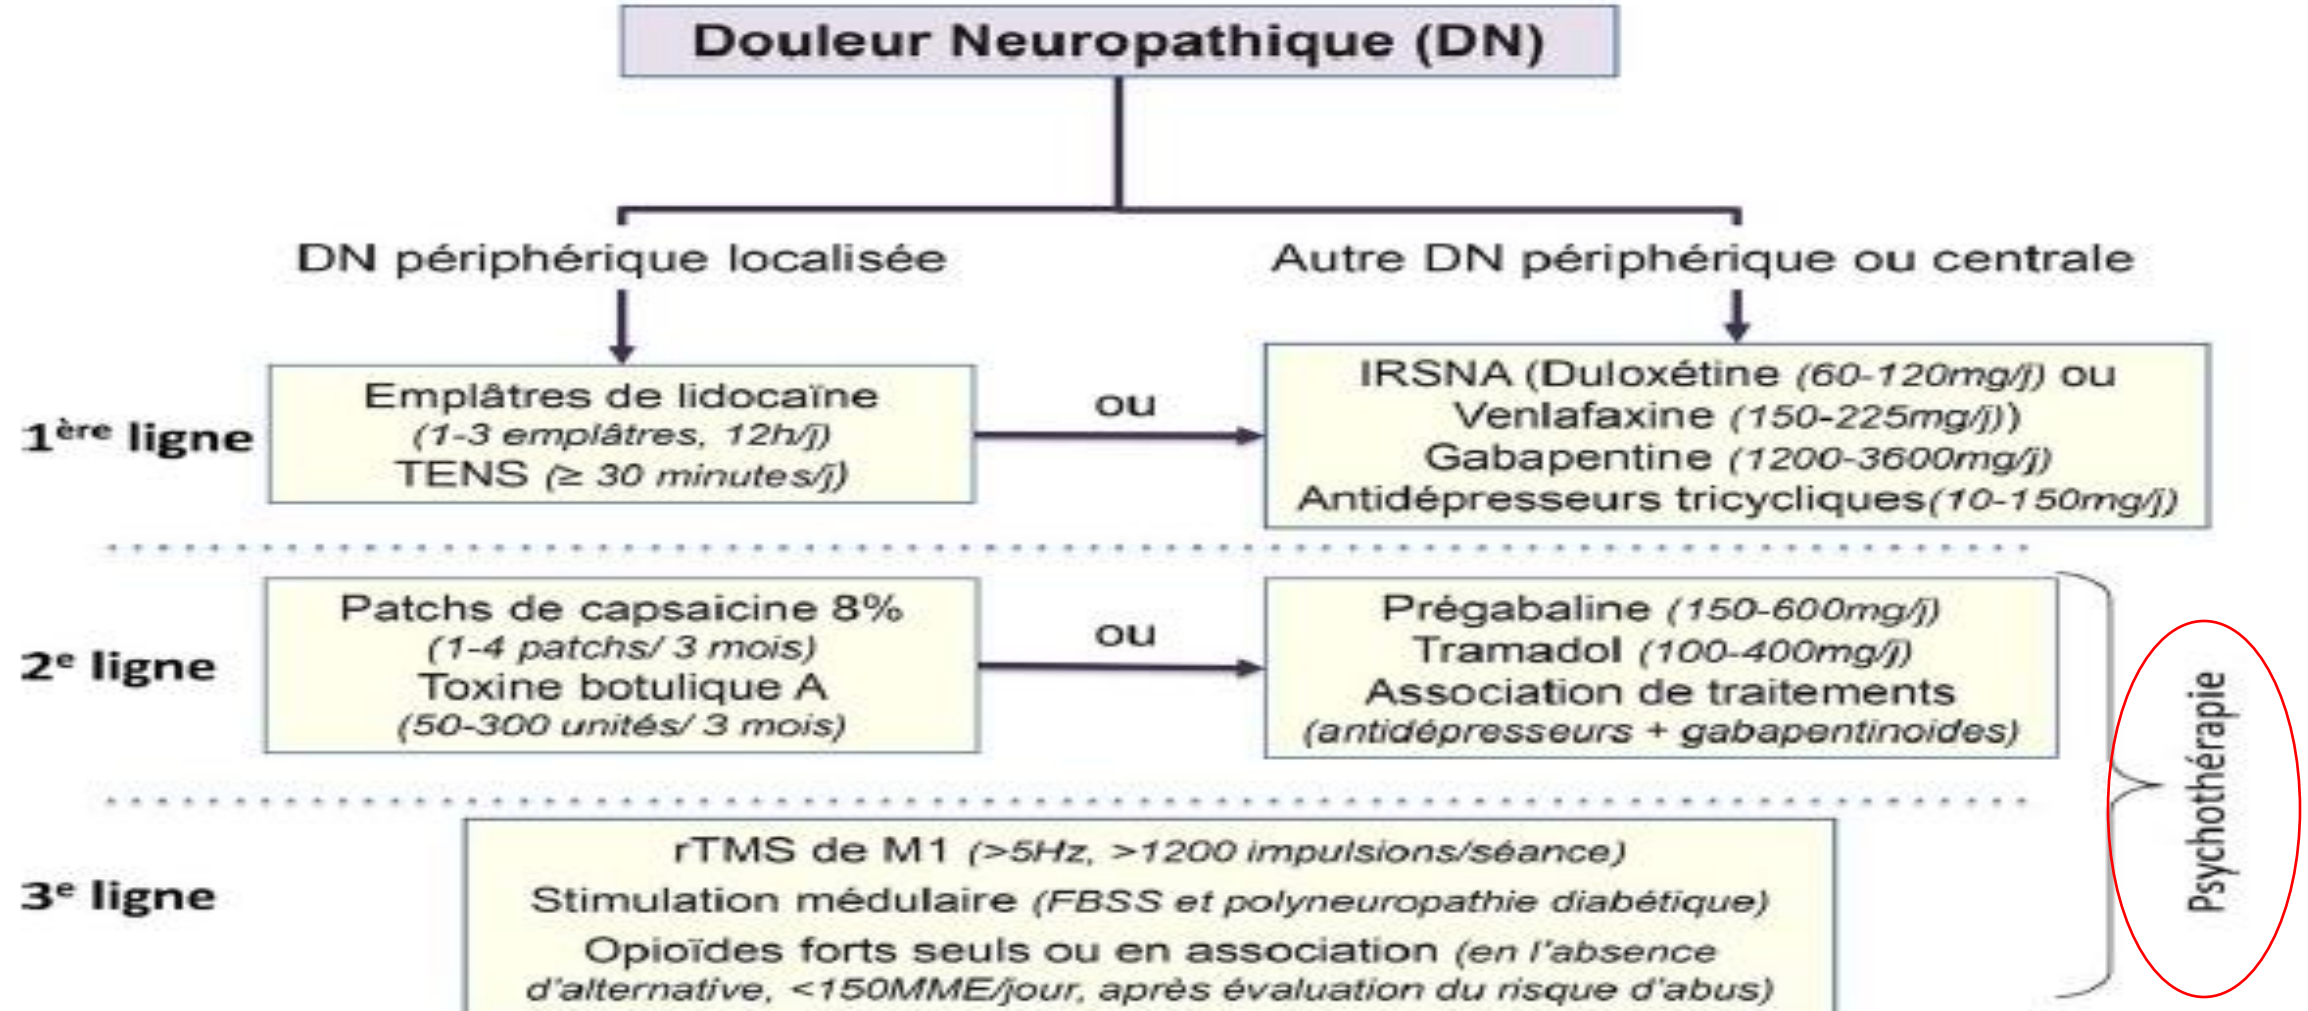 Douleur Neuropathique (DN)
DN périphérique localisée
Autre DN périphérique ou centrale
1ère ligne
Emplâtres de lidocaïne
(1-3 emplâtres, 12h/j)
TENS (≥ 30 minutes/j)
ou
IRSNA (Duloxétine (60-120mg/j) ou
Venlafaxine (150-225mg/j))
Gabapentine (1200-3600mg/j)
Antidépresseurs tricycliques(10-150mg/j)
2e ligne
Patchs de capsaicine 8%
(1-4 patchs/ 3 mois)
Toxine botulique A
(50-300 unités/ 3 mois)
ou
Prégabaline (150-600mg/j)
Tramadol (100-400mg/j)
Association de traitements
(antidépresseurs + gabapentinoides)
3e ligne
rTMS de M1 (>5Hz, >1200 impulsions/séance)
Stimulation médulaire (FBSS et polyneuropathie diabétique)
Opioïdes forts seuls ou en association (en l'absence
d'alternative, <150MME/jour, après évaluation du risque d'abus)
Psychothérapie